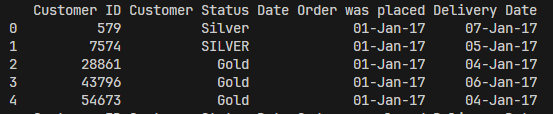 Customer ID Customer Status Date Order was placed Delivery Date
0 579 Silver 01-Jan-17 07-Jan-17
1 7574 SILVER 01-Jan-17 05-Jan-17
2 28861 Gold 01-Jan-17 04-Jan-17
3 43796 Gold 01-Jan-17 06-Jan-17
4 54673 Gold 01-Jan-17 04-Jan-17